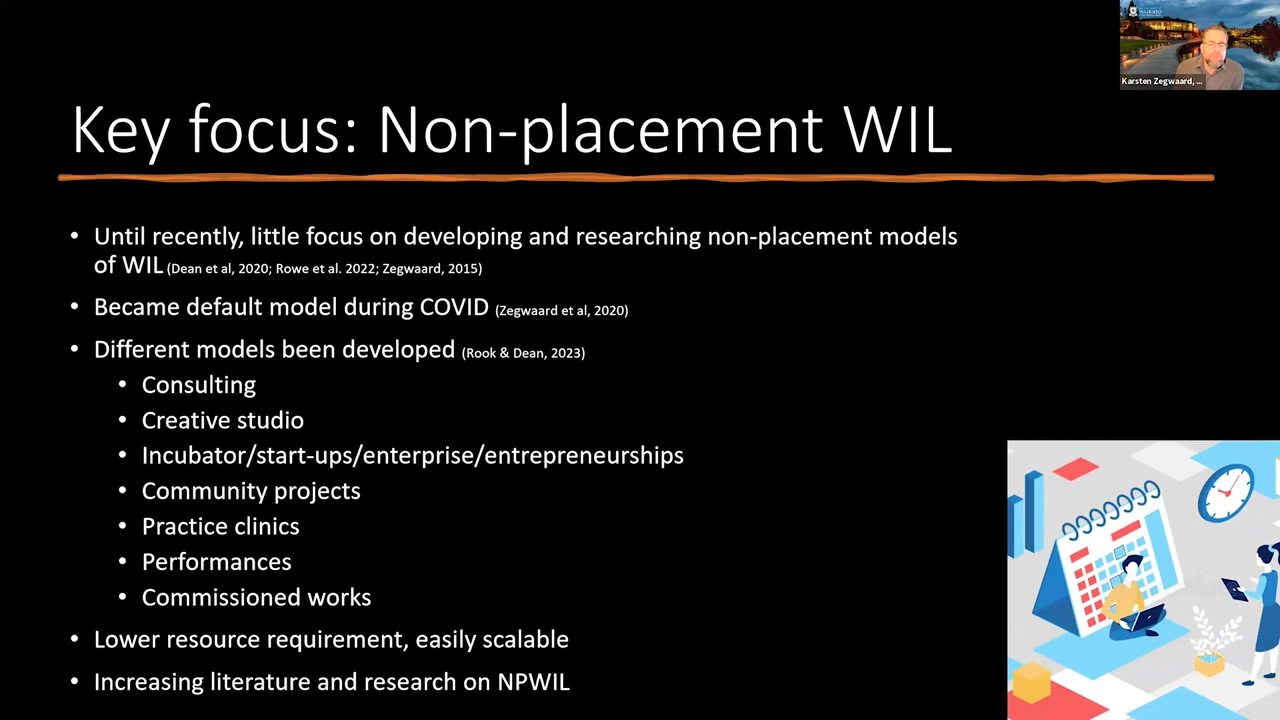 WAIKATO
Karsten Zegwaard, ...
Key focus: Non-placement WIL
• Until recently, little focus on developing and researching non-placement models
of WIL (Dean et al, 2020; Rowe et al. 2022; Zegwaard, 2015)
• Became default model during COVID (Zegwaard et al, 2020)
• Different models been developed (Rook & Dean, 2023)
• Consulting
• Creative studio
• Incubator/start-ups/enterprise/entrepreneurships
• Community projects
• Practice clinics
• Performances
• Commissioned works
• Lower resource requirement, easily scalable
• Increasing literature and research on NPWIL